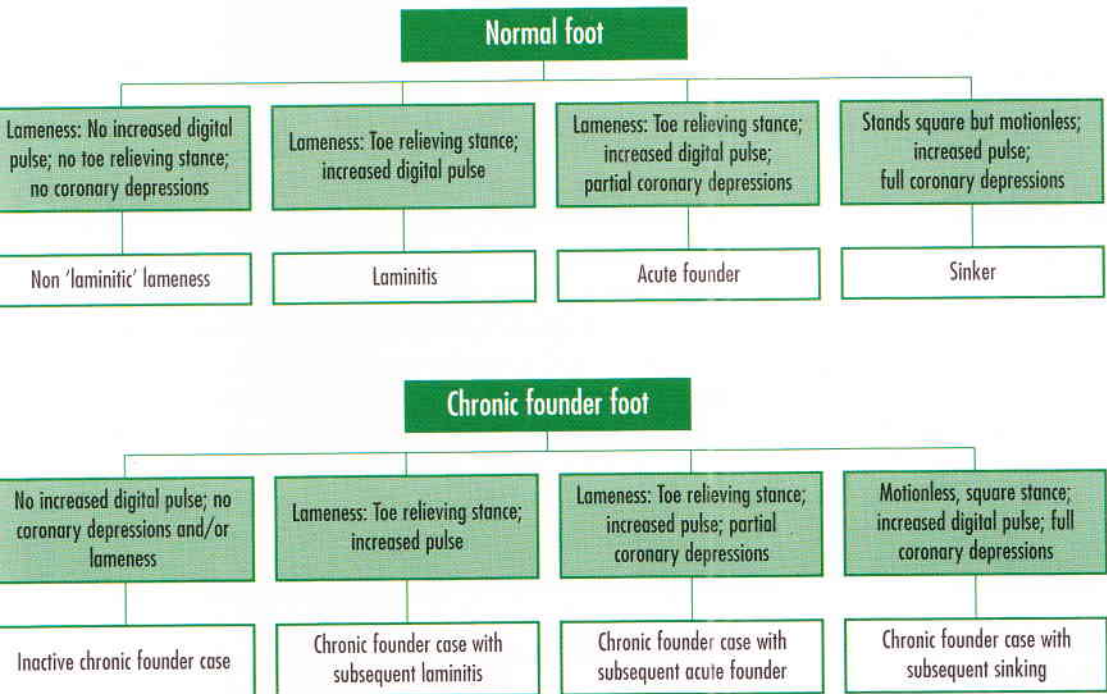 Normal foot
Lameness: No increased digital
pulse; no toe relieving stance;
no coronary depressions
Lameness: Toe relieving stance;
increased digital pulse
Lameness: Toe relieving stance;
increased digital pulse;
partial coronary depressions
Stands square but motionless;
increased pulse;
full coronary depressions
Non ‘laminitic’ lameness
Laminitis
Acute founder
Sinker
Chronic founder foot
No increased digital pulse; no
coronary depressions and/or
lameness
Lameness: Toe relieving stance;
increased pulse
Lameness: Toe relieving stance;
increased pulse; partial
coronary depressions
Motionless, square stance;
increased digital pulse; full
coronary depressions
Inactive chronic founder case
Chronic founder case with
subsequent laminitis
Chronic founder case with
subsequent acute founder
Chronic founder case with
subsequent sinking